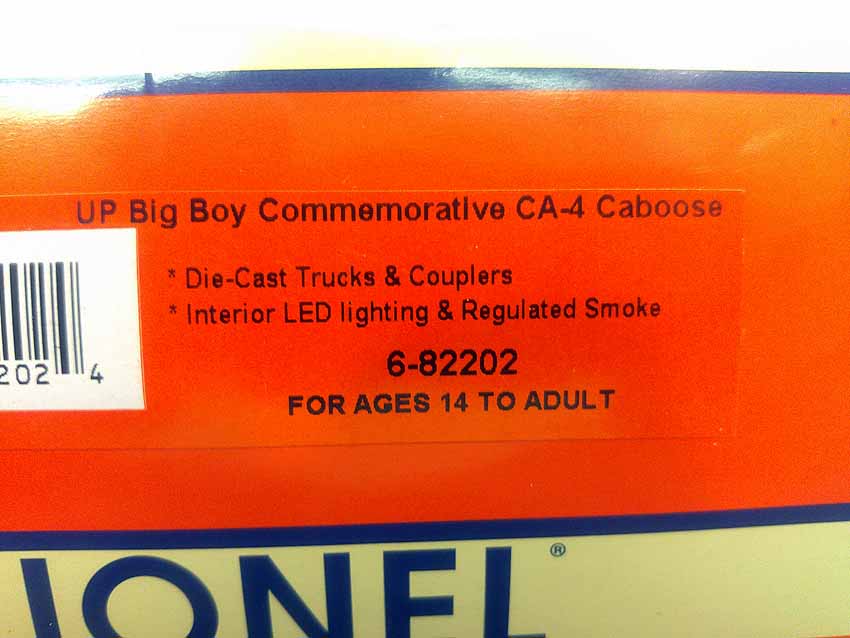 UP Big Boy Commemorative CA-4 Caboose
* Die-Cast Trucks & Couplers
* Interior LED lighting & Regulated Smoke
202 4
6-82202
FOR AGES 14 TO ADULT
IONEL®